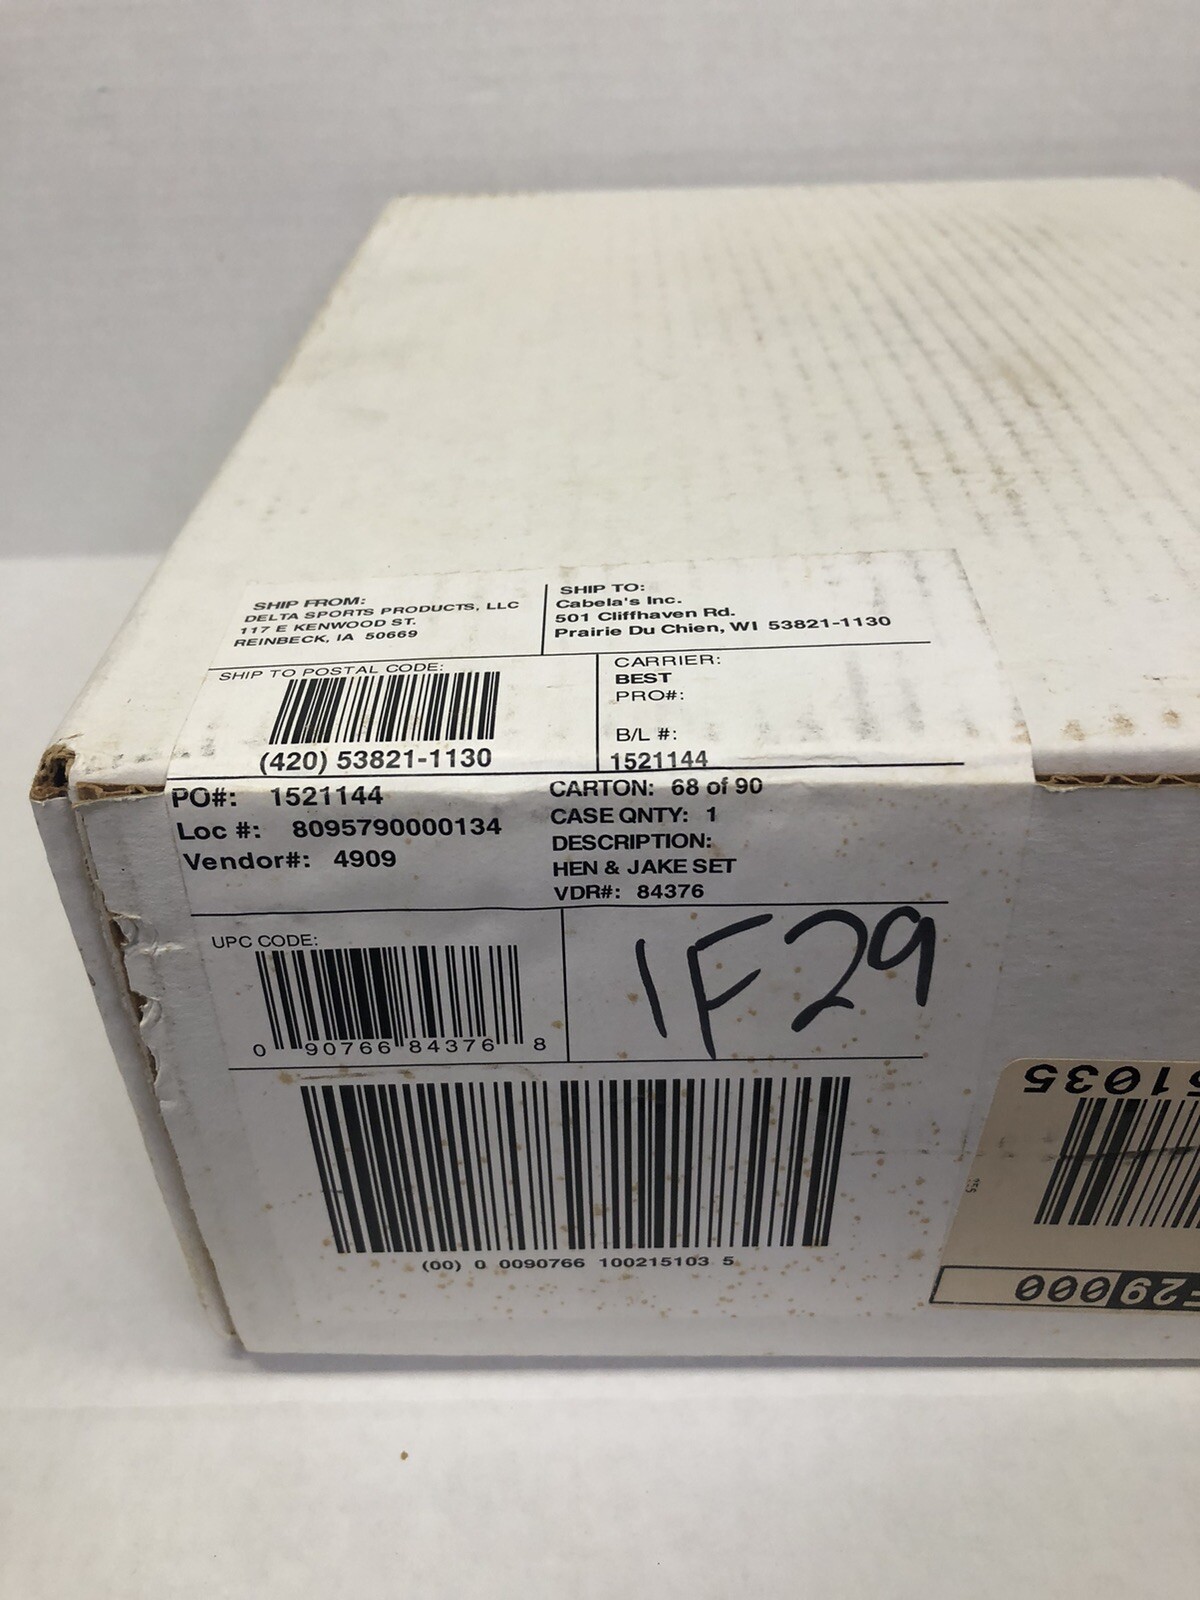 SHIP FROM:
DELTA SPORTS PRODUCTS, LLC
117 E KENWOOD ST.
REINBECK, IA 50669
SHIP TO:
Cabela's Inc.
501 Cliffhaven Rd.
Prairie Du Chien, WI 53821-1130
SHIP TO POSTAL CODE:
(420) 53821-1130
CARRIER:
BEST
PRO#:
B/L #:
1521144
PO#: 1521144
Loc #: 8095790000134
Vendor#: 4909
CARTON: 68 of 90
CASE QNTY: 1
DESCRIPTION:
HEN & JAKE SET
VDR#: 84376
UPC CODE:
0 90766 84376 8
1F29
(00) 0 0090766 100215103 5
51035
F29000